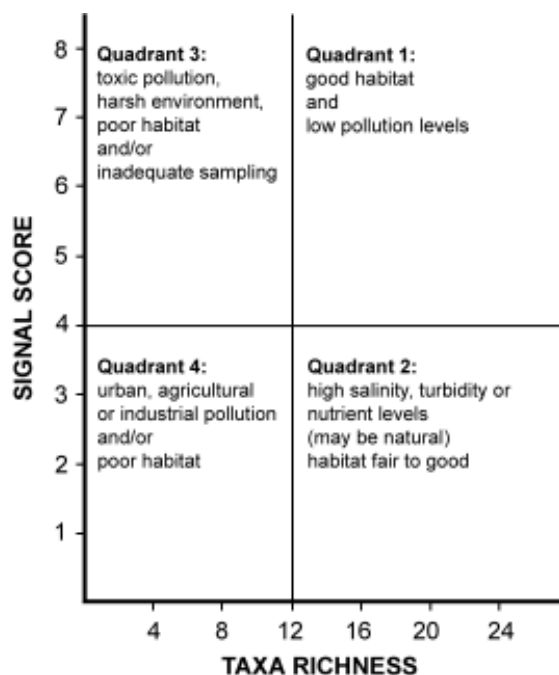 8
7
6
5
4
3
2
1
SIGNAL SCORE
Quadrant 3:
toxic pollution,
harsh environment,
poor habitat
and/or
inadequate sampling
Quadrant 1:
good habitat
and
low pollution levels
Quadrant 4:
urban, agricultural
or industrial pollution
and/or
poor habitat
Quadrant 2:
high salinity, turbidity or
nutrient levels
(may be natural)
habitat fair to good
4 8 12 16 20 24
TAXA RICHNESS